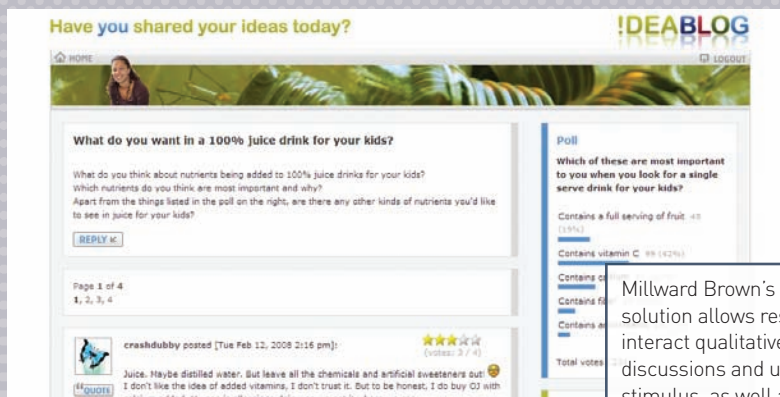 Have you shared your ideas today?
!DEABLOG
HOME
LOGOUT
What do you want in a 100% juice drink for your kids?
What do you think about nutrients being added to 100% juice drinks for your kids?
Which nutrients do you think are most important and why?
Apart from the things listed in the poll on the right, are there any other kinds of nutrients you'd like
to see in juice for your kids?
REPLY
Page 1 of 4
1, 2, 3, 4
crashdubby posted [Tue Feb 12, 2008 2:16 pm]:
(votes: 3 / 4)
QUOTE
Juice. Maybe distilled water. But leave all the chemicals and artificial sweeteners out!
I don't like the idea of added vitamins, I don't trust it. But to be honest, I do buy OJ with
Poll
Which of these are most important
to you when you look for a single
serve drink for your kids?
Contains a full serving of fruit 45
(19%)
Contains vitamin C 99 (42%)
Contains
Contains
Contains
Total votes
Millward Brown's
solution allows
interact
discussions and
stimulus, as well